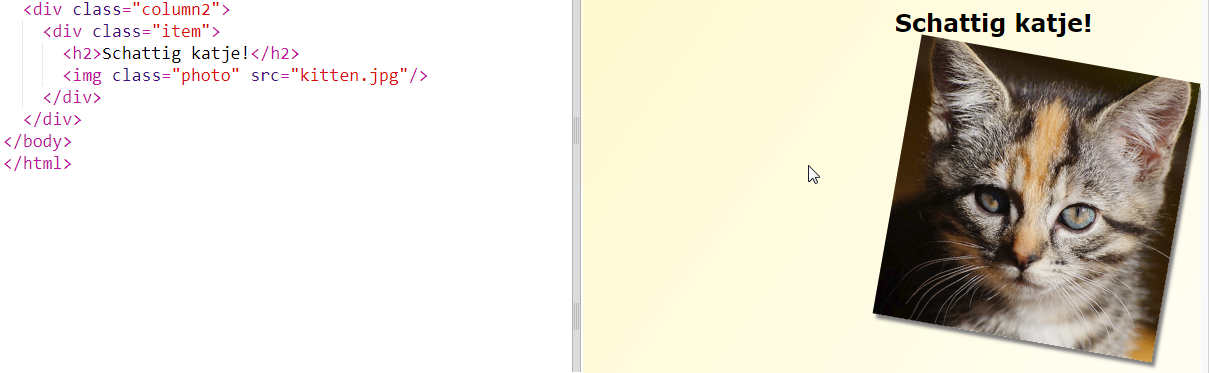 <div class="column2">
<div class="item">
<h2>Schattig katje!</h2>
<img class="photo" src="kitten.jpg"/>
</div>
</div>
</body>
</html>
Schattig katje!